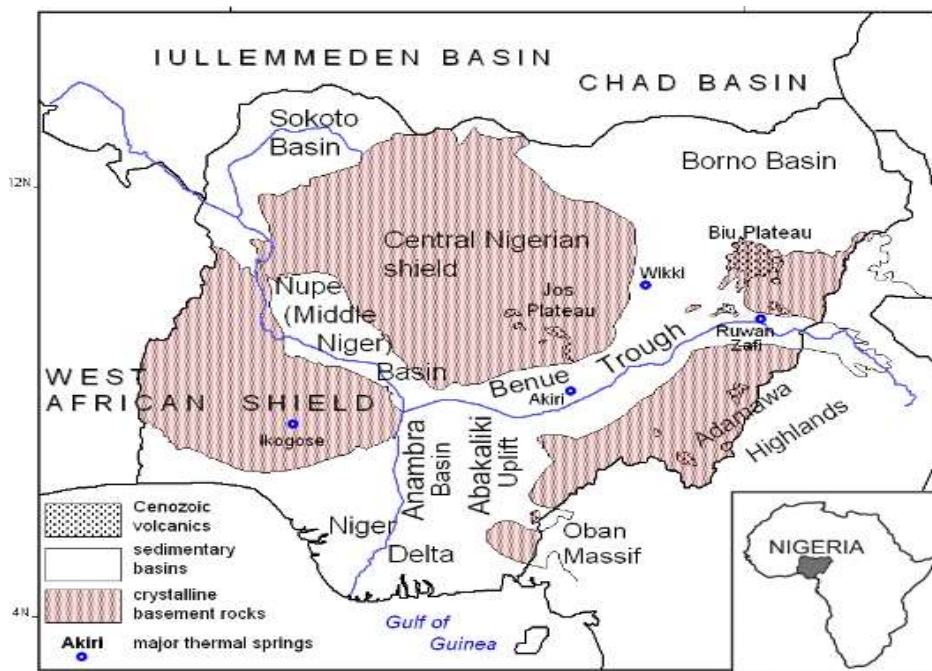 IULLEMMEDEN BASIN
CHAD BASIN
Sokoto
Basin
Borno Basin
12N
Biu Plateau
Central Nigerian
shield
Wikki
Nupe
(Middle
Niger)
Basin
Jos
Plateau
Ruwan
Zafi
Benue Trough
Akiri
WEST
AFRICAN SHIELD
Ikogose
Adamawa
Highlands
Anambra
Basin
Abakaliki
Uplift
Niger
Delta
Oban
Massif
Cenozoic
volcanics
sedimentary
basins
crystalline
basement rocks
4N
Akiri major thermal springs
Gulf of
Guinea
NIGERIA